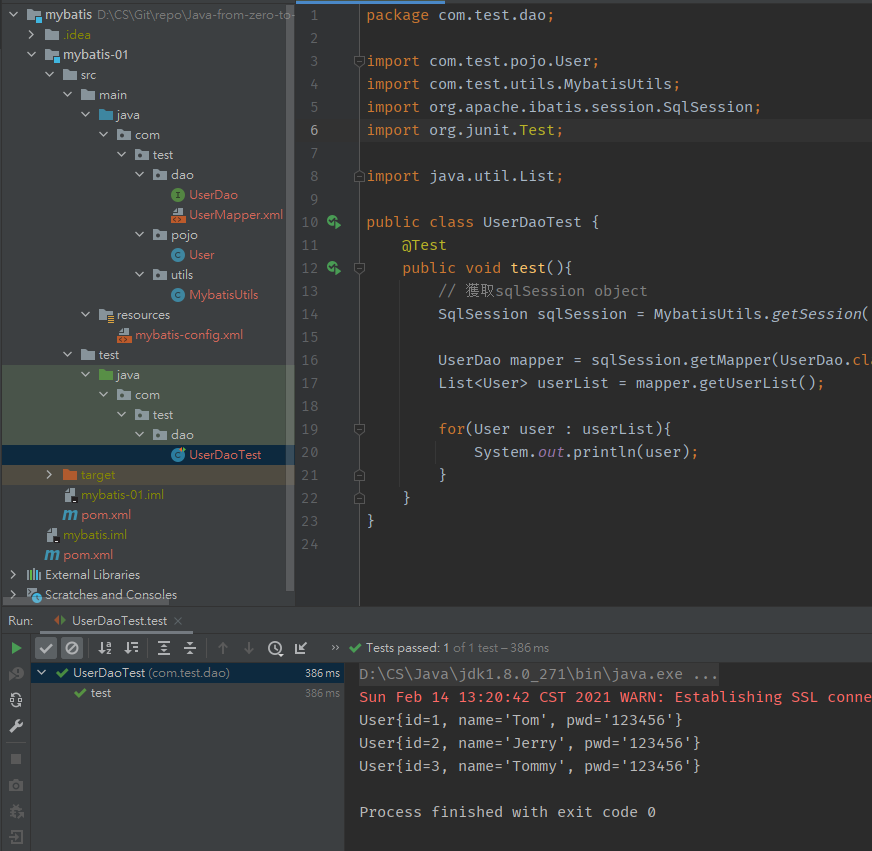 mybatis D:\CS\Git\repo\Java-from-zero-to-
.idea
mybatis-01
src
main
java
com
test
dao
UserDao
UserMapper.xml
pojo
User
utils
MybatisUtils
resources
mybatis-config.xml
test
java
com
test
dao
UserDaoTest
target
mybatis-01.iml
pom.xml
mybatis.iml
pom.xml
External Libraries
Scratches and Consoles
1 package com.test.dao;
2
3 import com.test.pojo.User;
4 import com.test.utils.MybatisUtils;
5 import org.apache.ibatis.session.SqlSession;
6 import org.junit.Test;
7
8 import java.util.List;
9
10 public class UserDaoTest {
11 @Test
12 public void test(){
13 // 獲取sqlSession object
14 SqlSession sqlSession = MybatisUtils.getSession(
15
16 UserDao mapper = sqlSession.getMapper(UserDao.cla
17 List<User> userList = mapper.getUserList();
18
19 for(User user : userList){
20 System.out.println(user);
21 }
22 }
23 }
24
Run: UserDaoTest.test
Tests passed: 1 of 1 test – 386 ms
UserDaoTest (com.test.dao) 386 ms
test 386 ms
D:\CS\Java\jdk1.8.0_271\bin\java.exe ...
Sun Feb 14 13:20:42 CST 2021 WARN: Establishing SSL conne
User{id=1, name='Tom', pwd='123456'}
User{id=2, name='Jerry', pwd='123456'}
User{id=3, name='Tommy', pwd='123456'}
Process finished with exit code 0